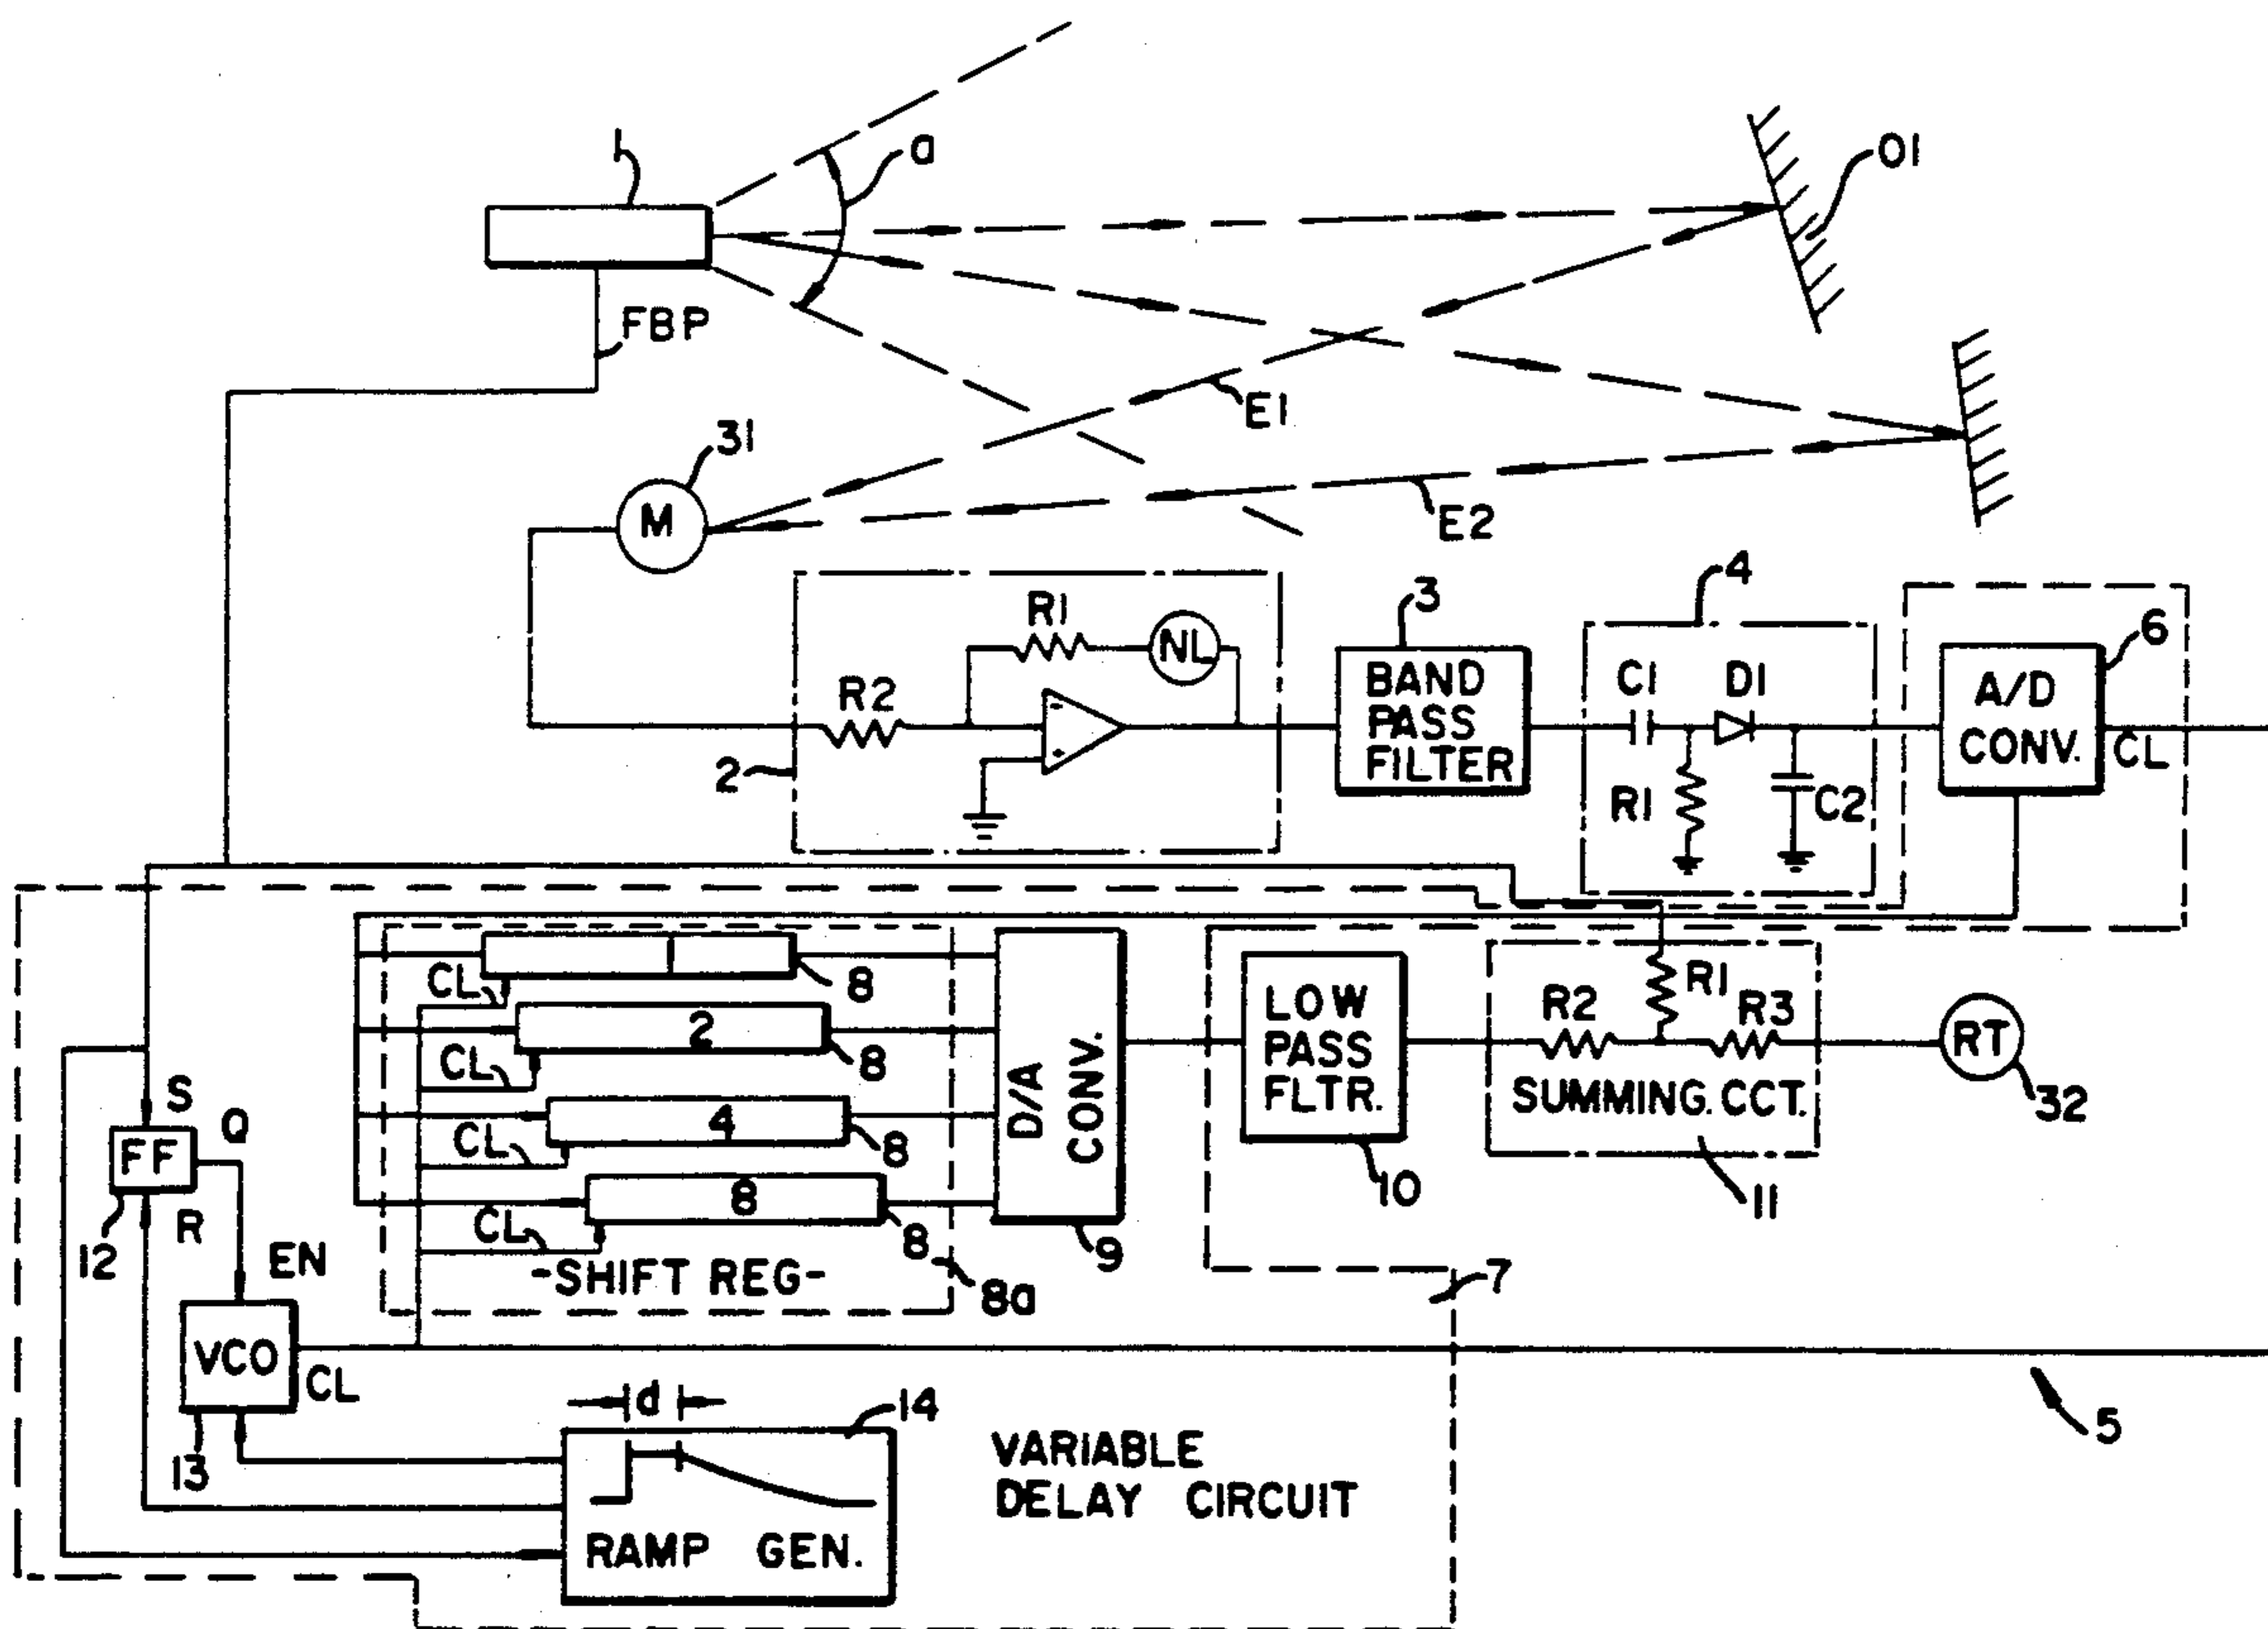 1
a
O1
FBP
E1
31
M
E2
4
R1
NL
3
6
R2
BAND
PASS
FILTER
C1
D1
A/D
CONV.
CL
2
R1
C2
CL
8
R1
LOW
PASS
FLTR.
R2
R3
RT
2
8
CL
D/A
CONV.
SUMMING. CCT.
32
S
Q
4
8
CL
FF
10
11
8
8
CL
R
12
9
EN
-SHIFT REG-
8a
7
VCO
CL
d
14
5
13
VARIABLE
DELAY CIRCUIT
RAMP GEN.